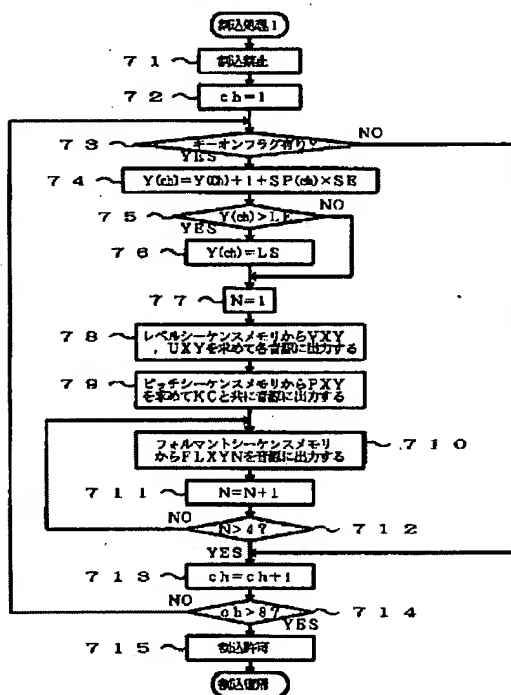 割込処理1
71
割込禁止
72
ch=1
73
キーオンフラグ有り?
NO
YES
74
Y(ch)=Y(Ch)+1+SP(ch)×SE
75
Y(ch)>LE
NO
YES
76
Y(ch)=LS
77
N=1
78
レベルシーケンスメモリからVXY
,UXYを求めて各音源に出力する
79
ピッチシーケンスメモリからPXY
を求めてKCと共に音源に出力する
フォルマントシーケンスメモリ
からFLXYNを音源に出力する
710
711
N=N+1
NO
N>4?
712
YES
713
ch=ch+1
NO
ch>8?
714
YES
715
割込許可
割込復帰